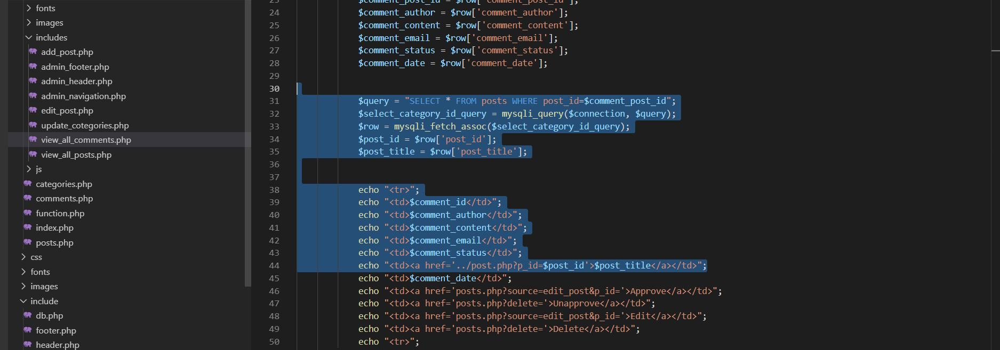 fonts
images
includes
add_post.php
admin_footer.php
admin_header.php
admin_navigation.php
edit_post.php
update_cotegories.php
view_all_comments.php
view_all_posts.php
js
categories.php
comments.php
function.php
index.php
posts.php
css
fonts
images
include
db.php
footer.php
header.php
23 $comment_post_id = $row['comment_post_id'];
24 $comment_author = $row['comment_author'];
25 $comment_content = $row['comment_content'];
26 $comment_email = $row['comment_email'];
27 $comment_status = $row['comment_status'];
28 $comment_date = $row['comment_date'];
29
30
31 $query = "SELECT * FROM posts WHERE post_id=$comment_post_id";
32 $select_category_id_query = mysqli_query($connection, $query);
33 $row = mysqli_fetch_assoc($select_category_id_query);
34 $post_id = $row['post_id'];
35 $post_title = $row['post_title'];
36
37
38 echo "<tr>";
39 echo "<td>$comment_id</td>";
40 echo "<td>$comment_author</td>";
41 echo "<td>$comment_content</td>";
42 echo "<td>$comment_email</td>";
43 echo "<td>$comment_status</td>";
44 echo "<td><a href='../post.php?p_id=$post_id'>$post_title</a></td>";
45 echo "<td>$comment_date</td>";
46 echo "<td><a href='posts.php?source=edit_post&p_id='>Approve</a></td>";
47 echo "<td><a href='posts.php?delete='>Unapprove</a></td>";
48 echo "<td><a href='posts.php?source=edit_post&p_id='>Edit</a></td>";
49 echo "<td><a href='posts.php?delete='>Delete</a></td>";
50 echo "<tr>";